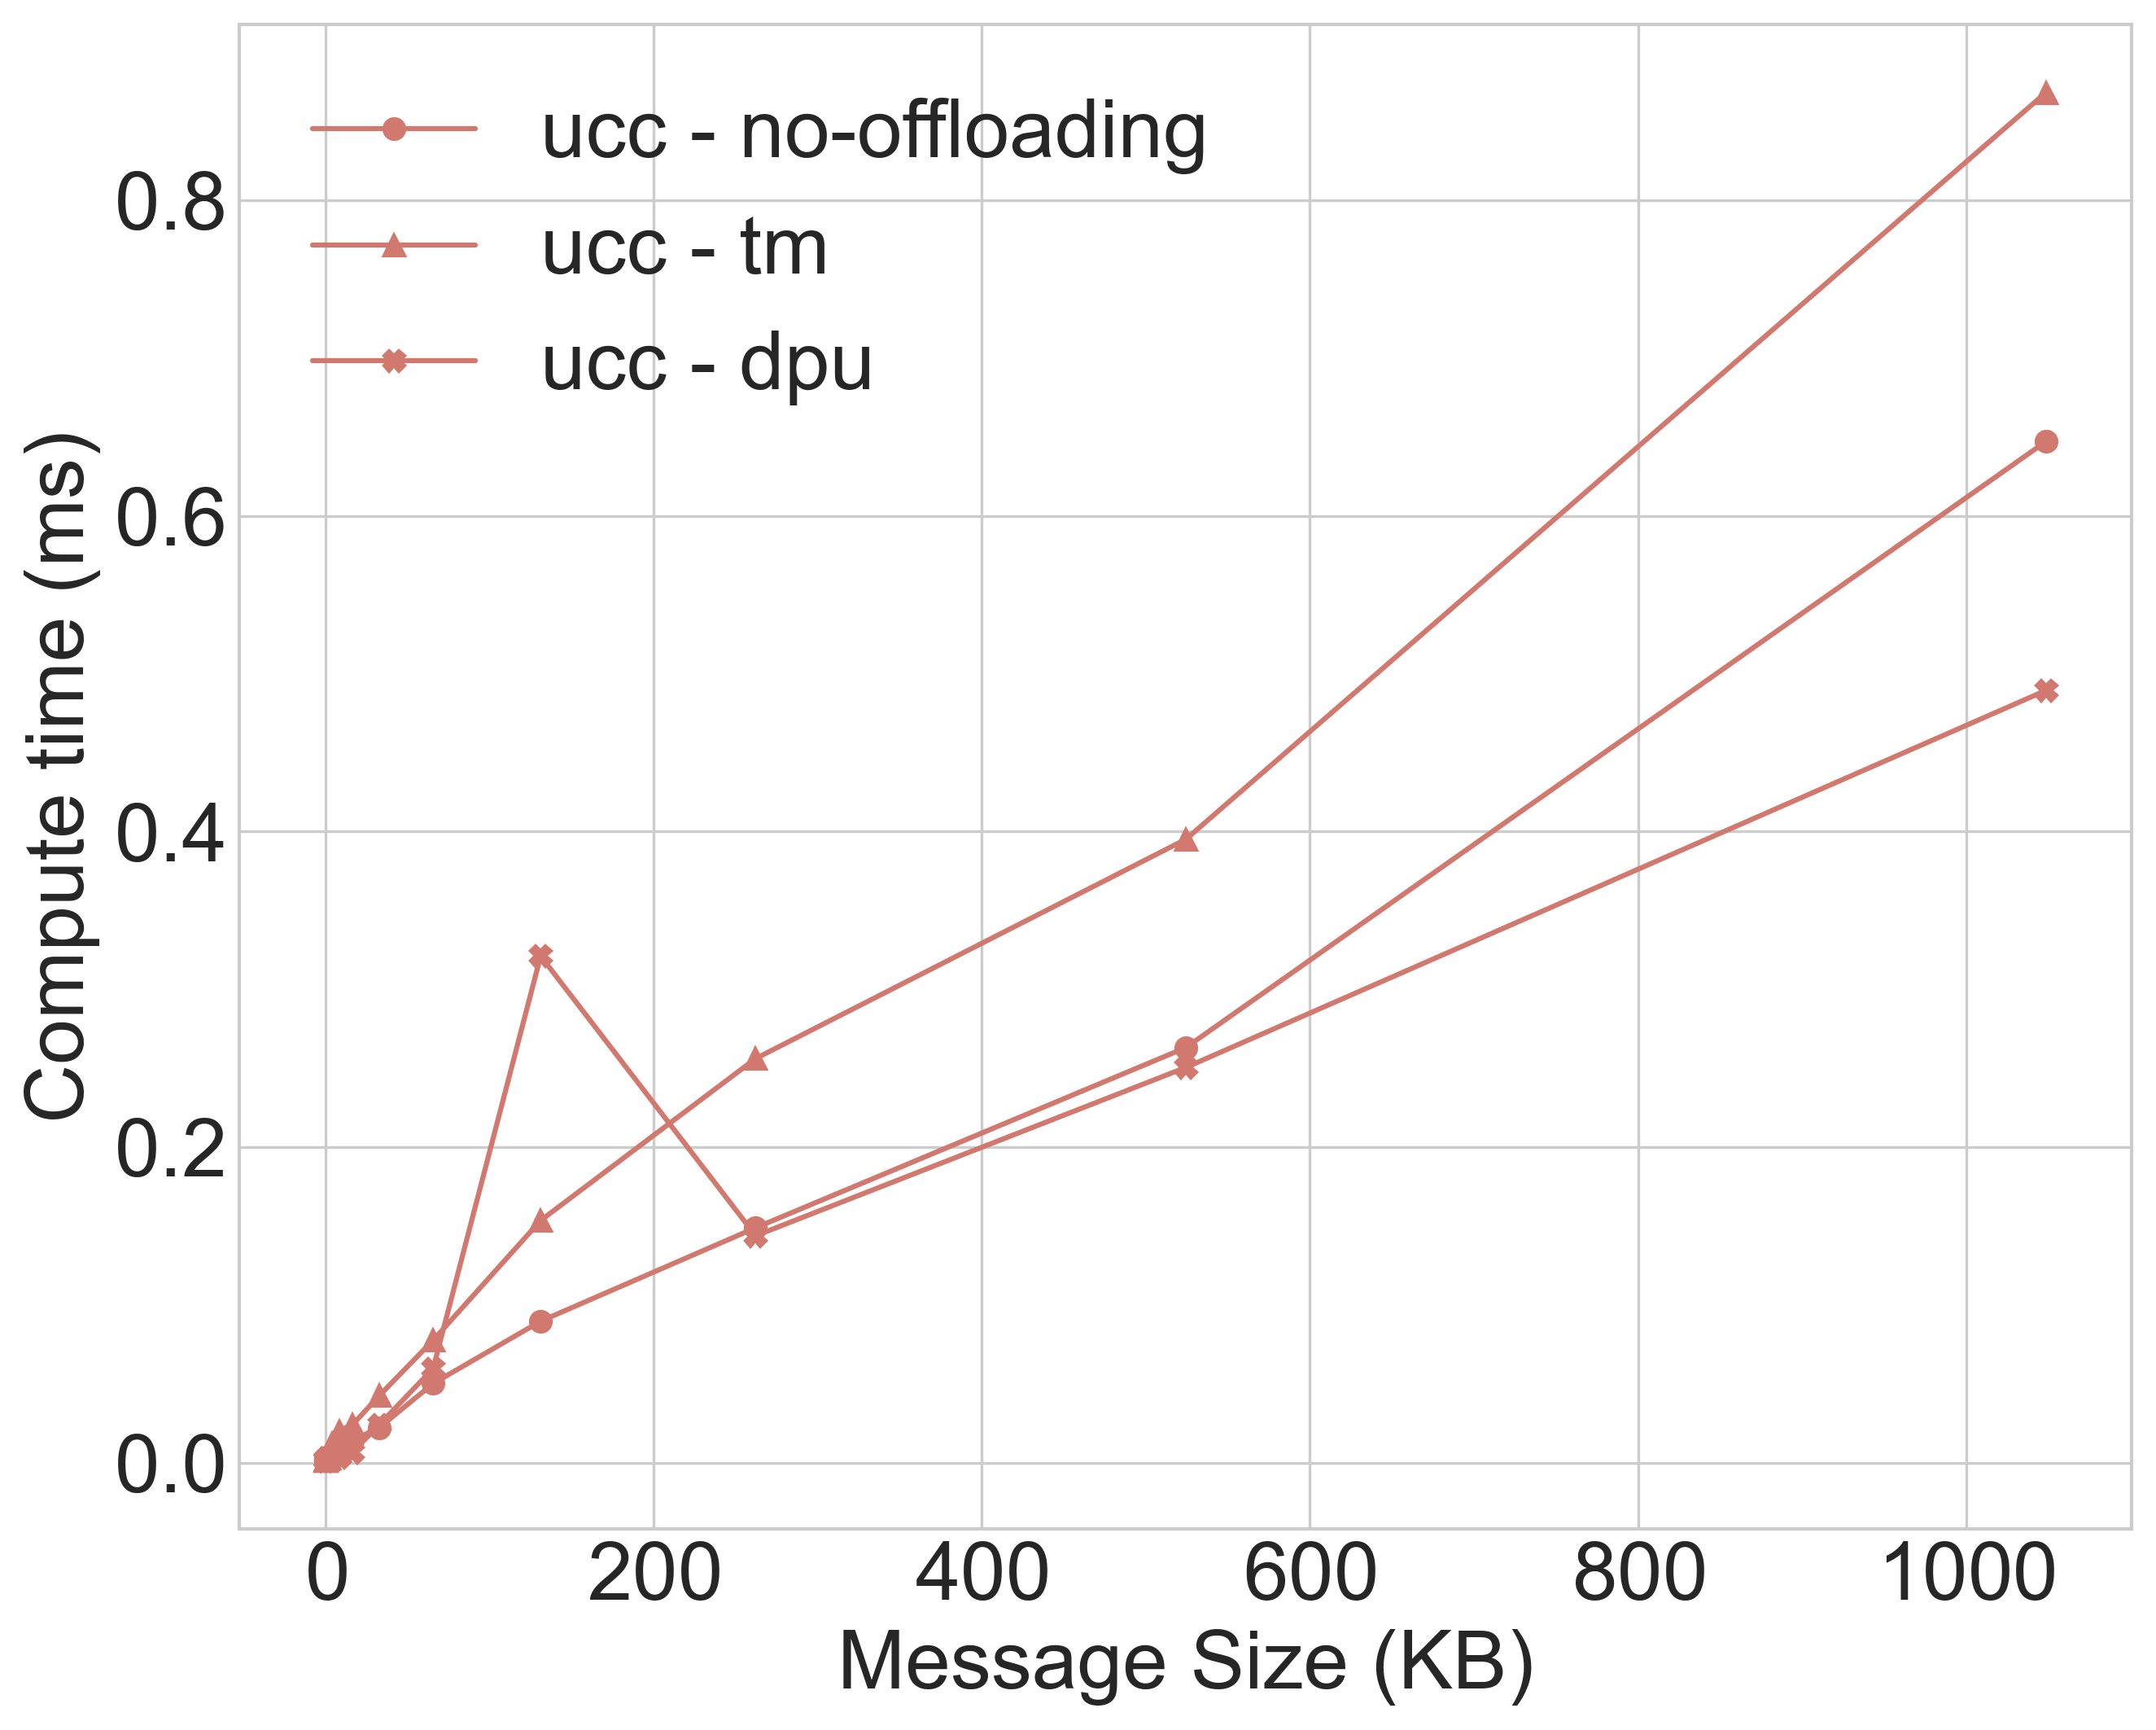 ucc - no-offloading
ucc - tm
ucc - dpu
Compute time (ms)
0.8
0.6
0.4
0.2
0.0
0 200 400 600 800 1000
Message Size (KB)